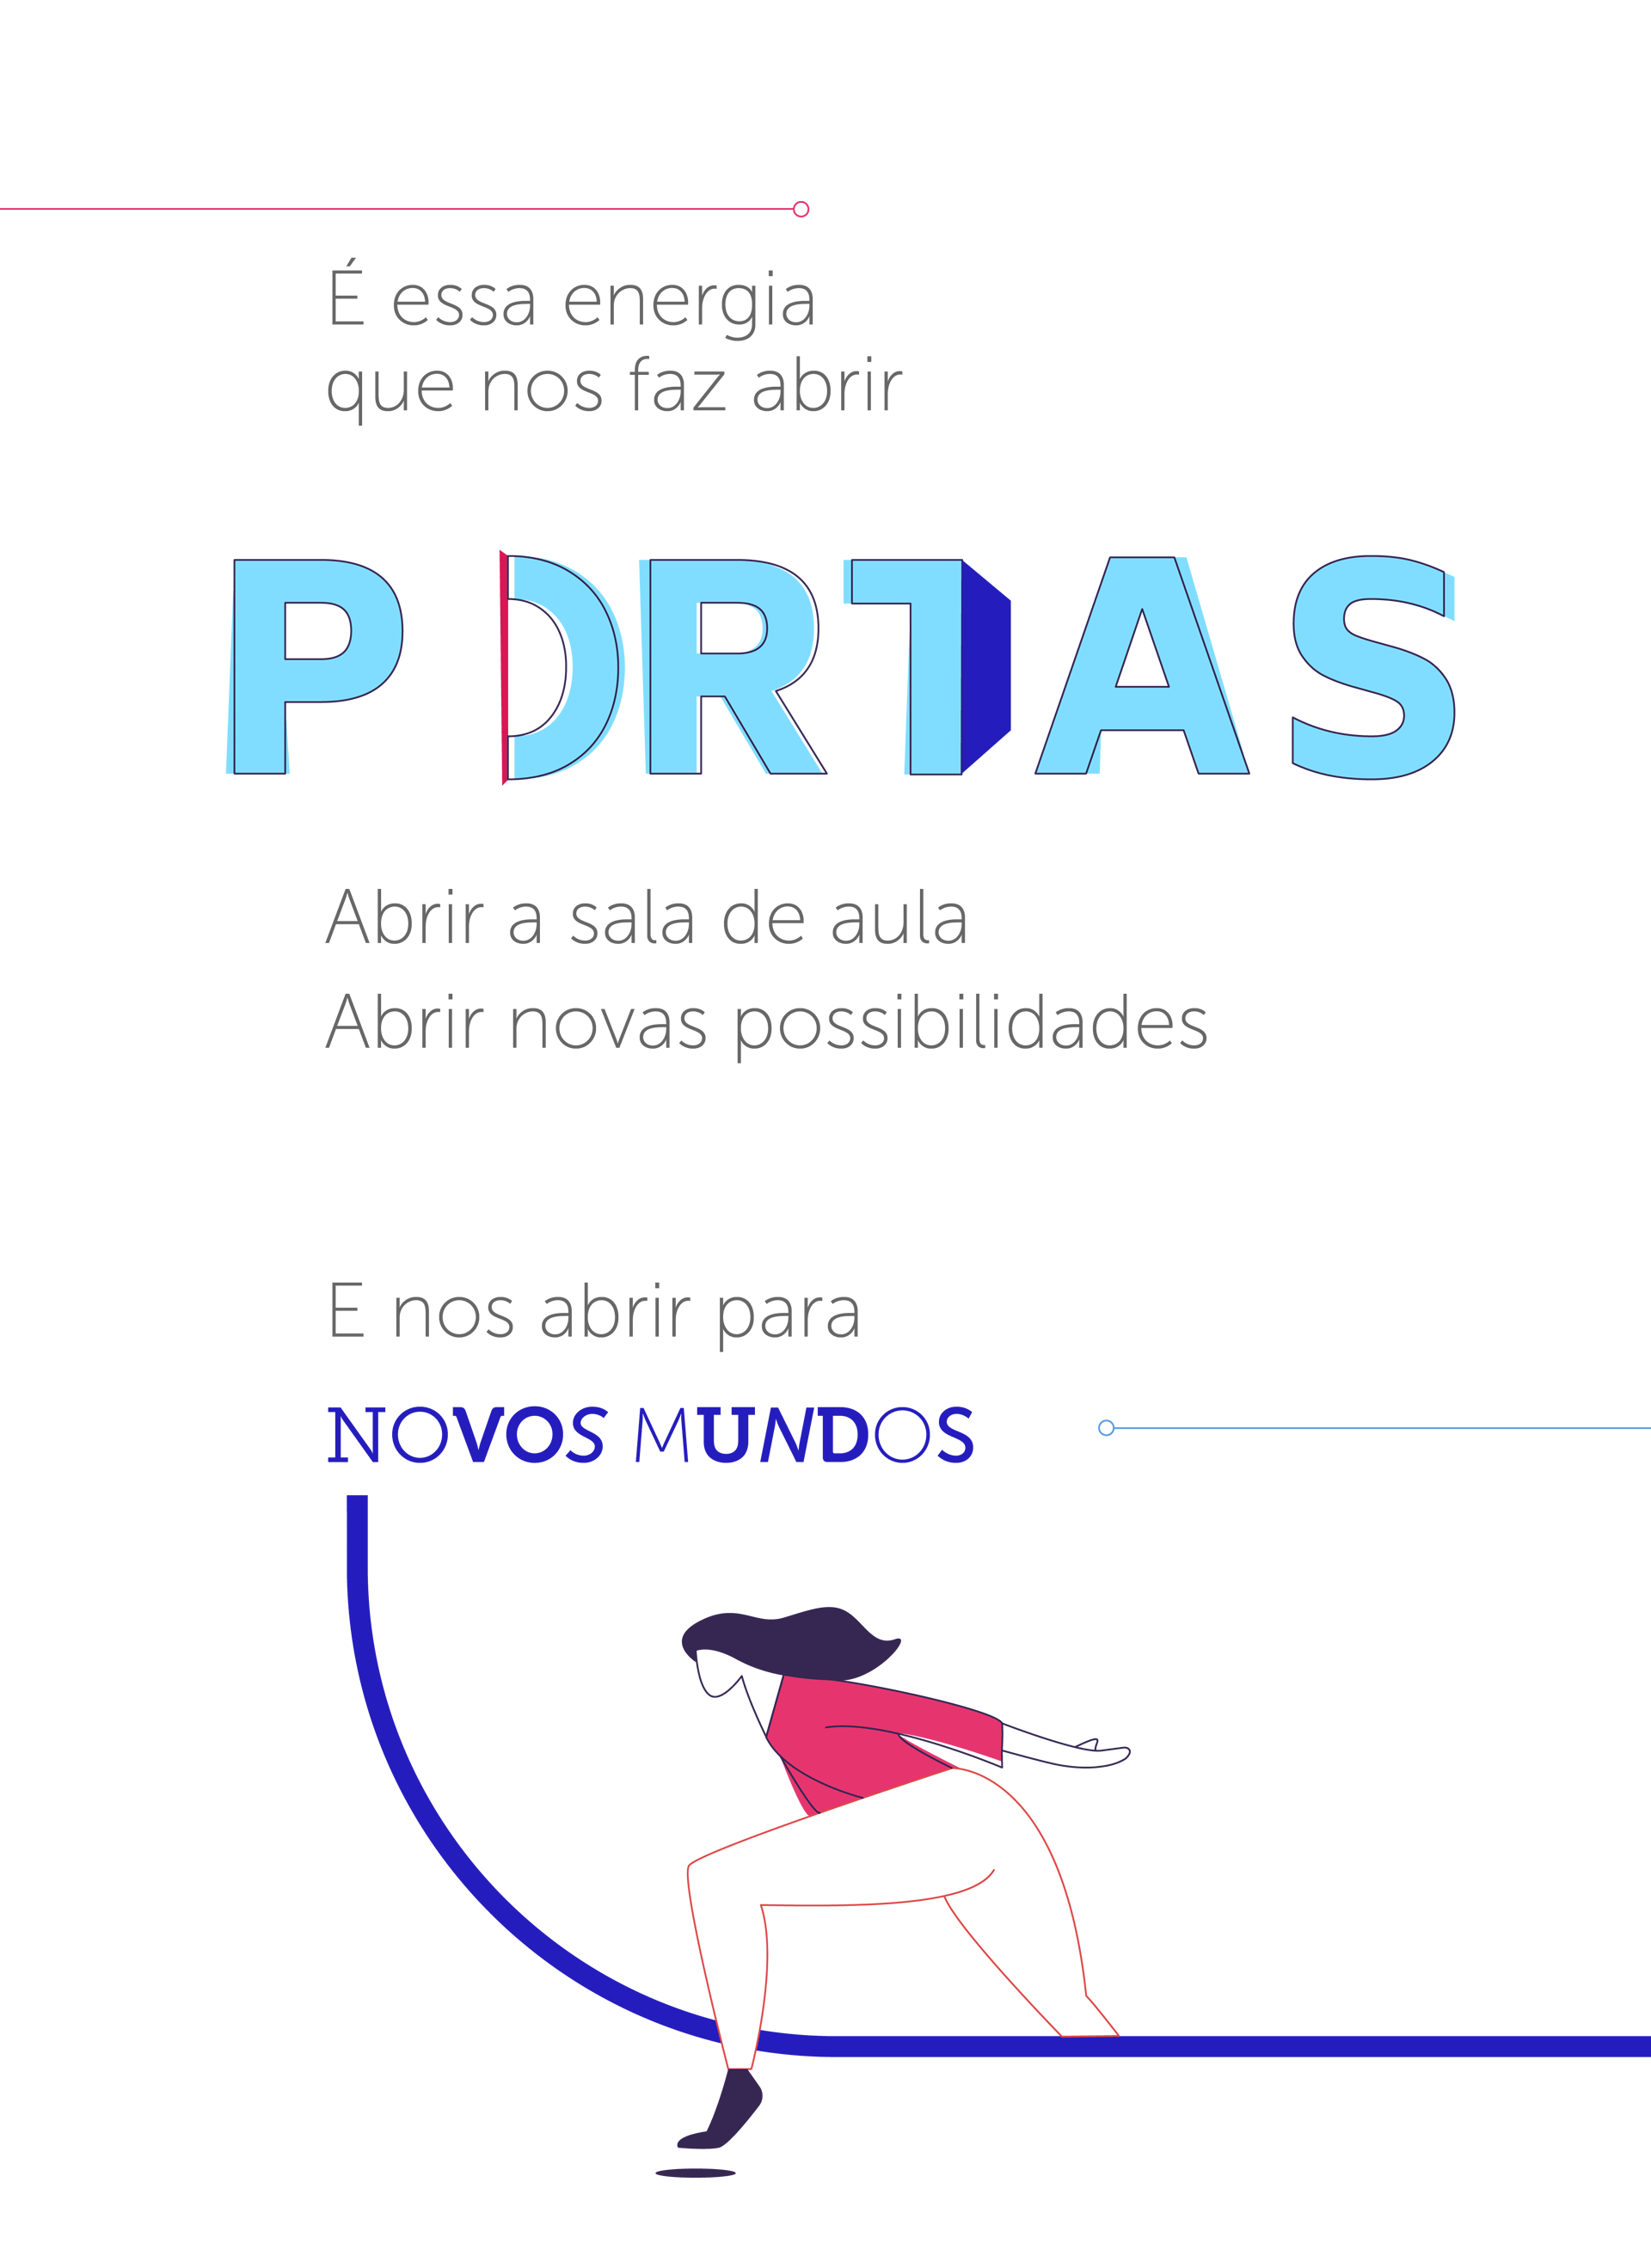 É essa energia
que nos faz abrir
PORTAS
Abrir a sala de aula
Abrir novas possibilidades
E nos abrir para
NOVOS MUNDOS